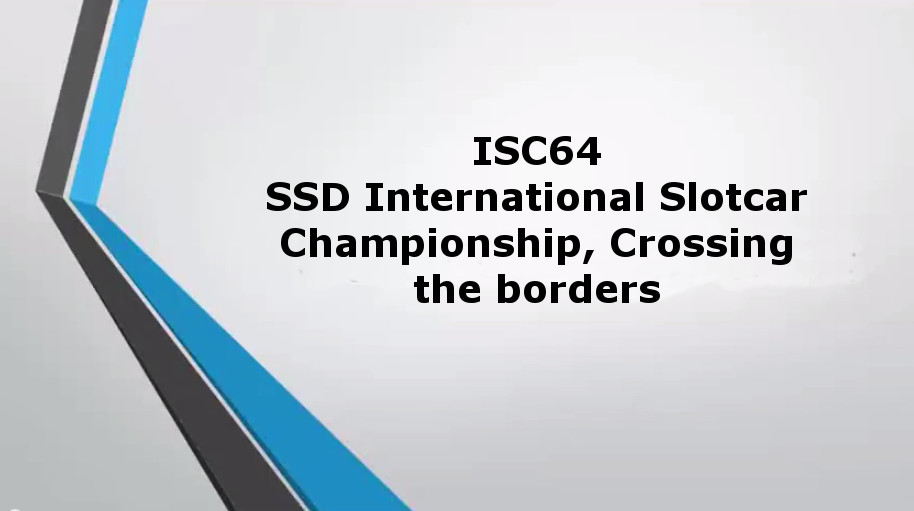 ISC64
SSD International Slotcar
Championship, Crossing
the borders